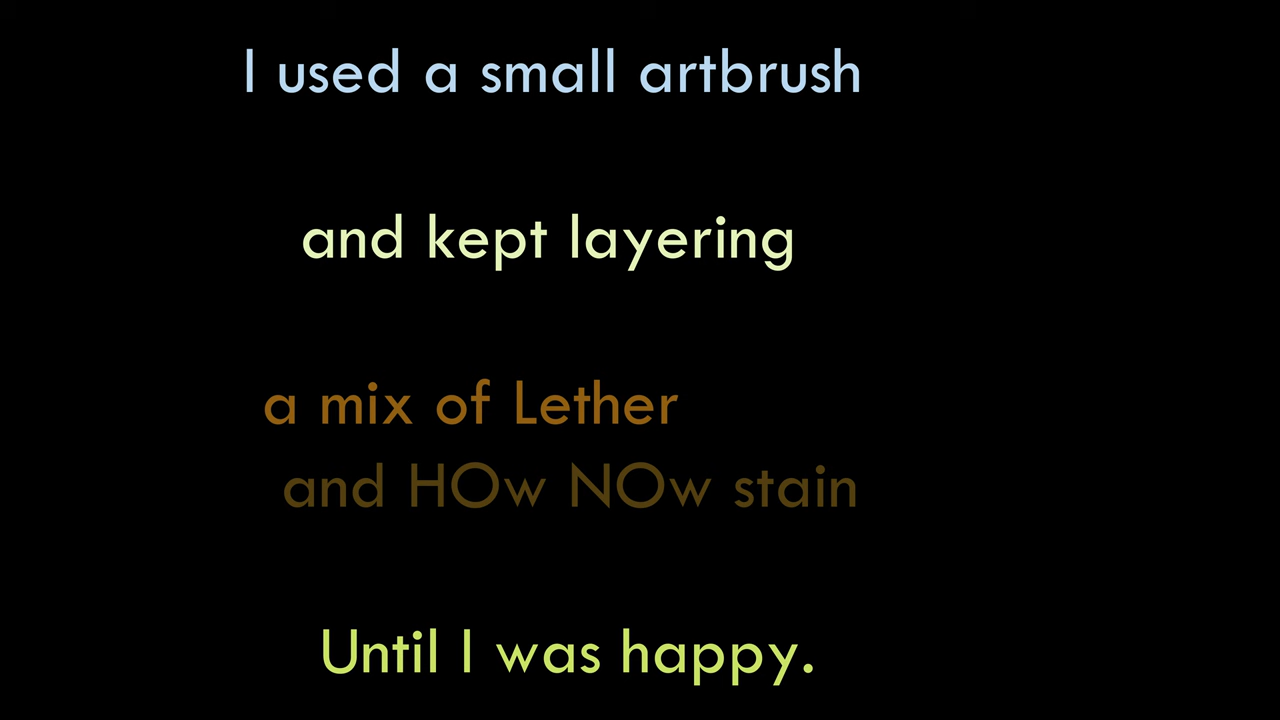 I used a small artbrush
and kept layering
a mix of Lether
and HOw NOw stain
Until I was happy.